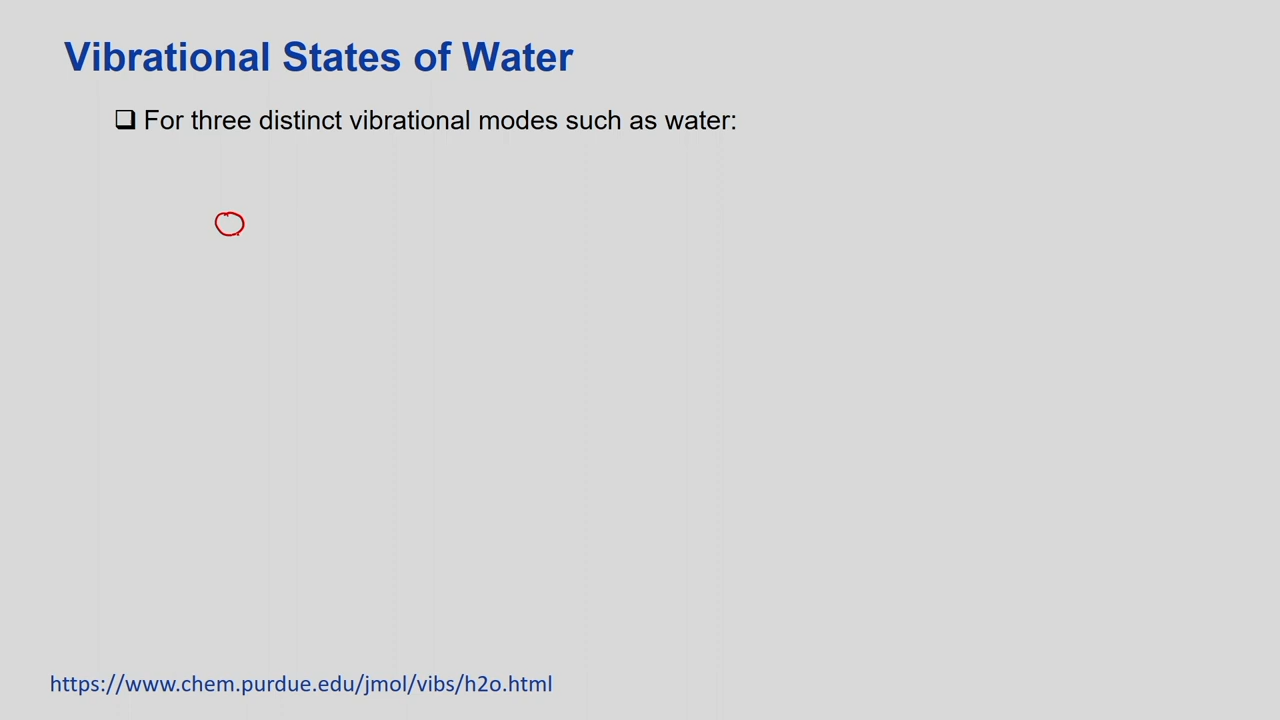 Vibrational States of Water
For three distinct vibrational modes such as water:
https://www.chem.purdue.edu/jmol/vibs/h2o.html